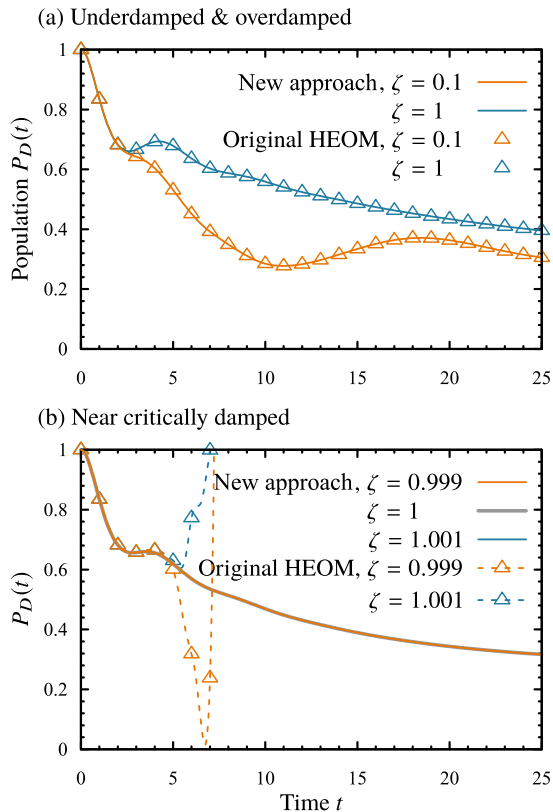 (a) Underdamped & overdamped
1
0.8
0.6
0.4
0.2
0
Population P_D(t)
New approach, ζ = 0.1
ζ = 1
Original HEOM, ζ = 0.1
ζ = 1
0 5 10 15 20 25
(b) Near critically damped
1
0.8
0.6
0.4
0.2
0
P_D(t)
New approach, ζ = 0.999
ζ = 1
ζ = 1.001
Original HEOM, ζ = 0.999
ζ = 1.001
0 5 10 15 20 25
Time t